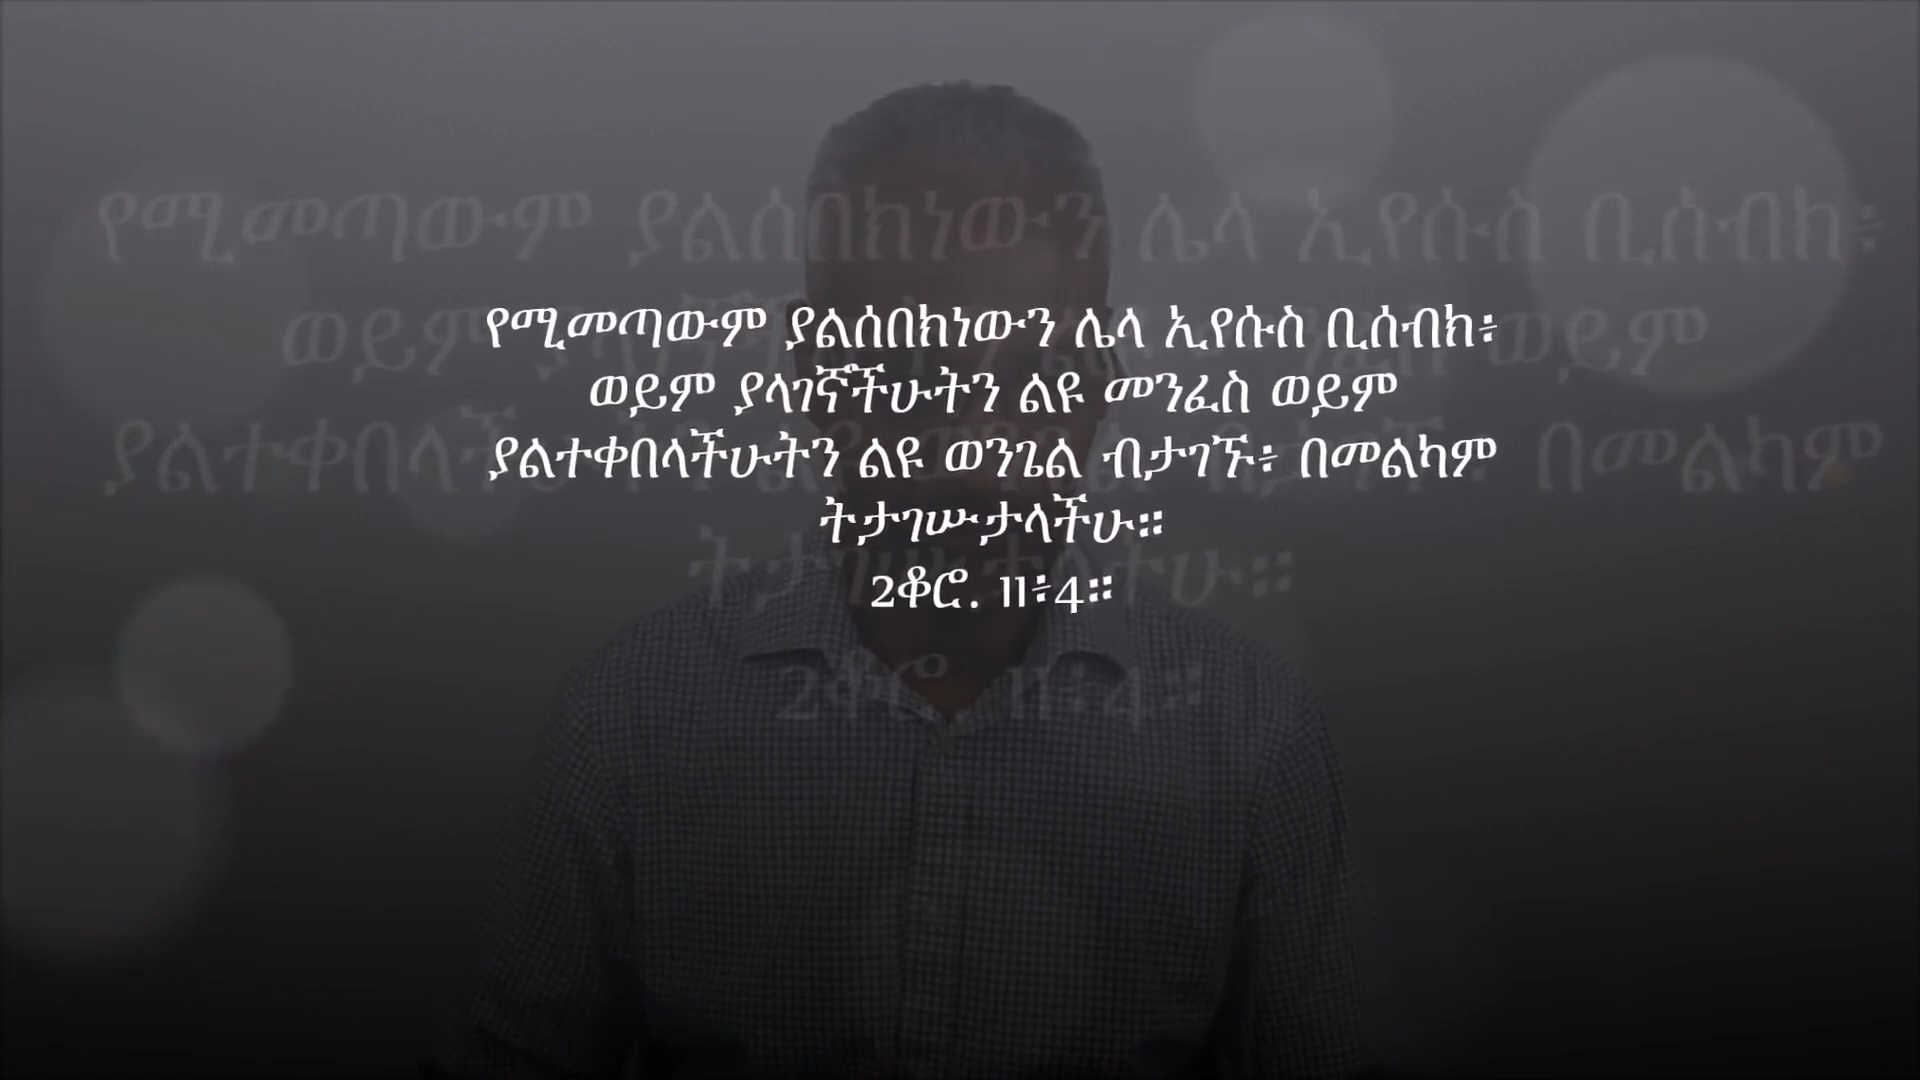 የሚመጣውም ያልሰበክነውን ሌላ ኢየሱስ ቢሰብክ፥
ወይም ያላገኛችሁትን ልዩ መንፈስ ወይም
ያልተቀበላችሁትን ልዩ ወንጌል ብታገኙ፥ በመልካም
ትታገሡታላችሁ።
2ቆሮ. 11፥4።